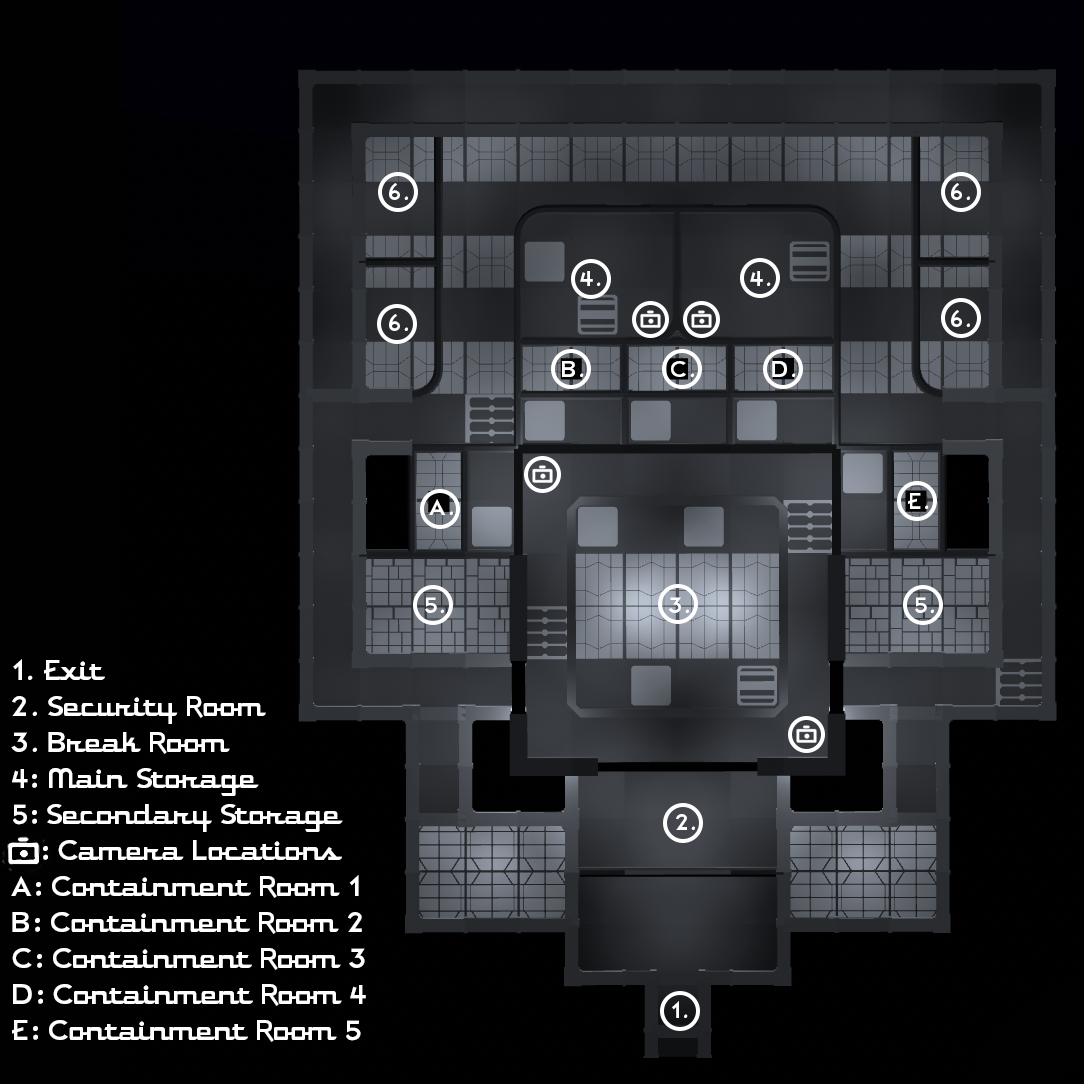 6. 6.
4. 4.
6. 6.
B. C. D.
A. E.
5. 3. 5.
1. Exit
2. Security Room
3. Break Room
4: Main Storage
5: Secondary Storage
2.
: Camera Locations
A: Containment Room 1
B: Containment Room 2
C: Containment Room 3
D: Containment Room 4
1.
E: Containment Room 5